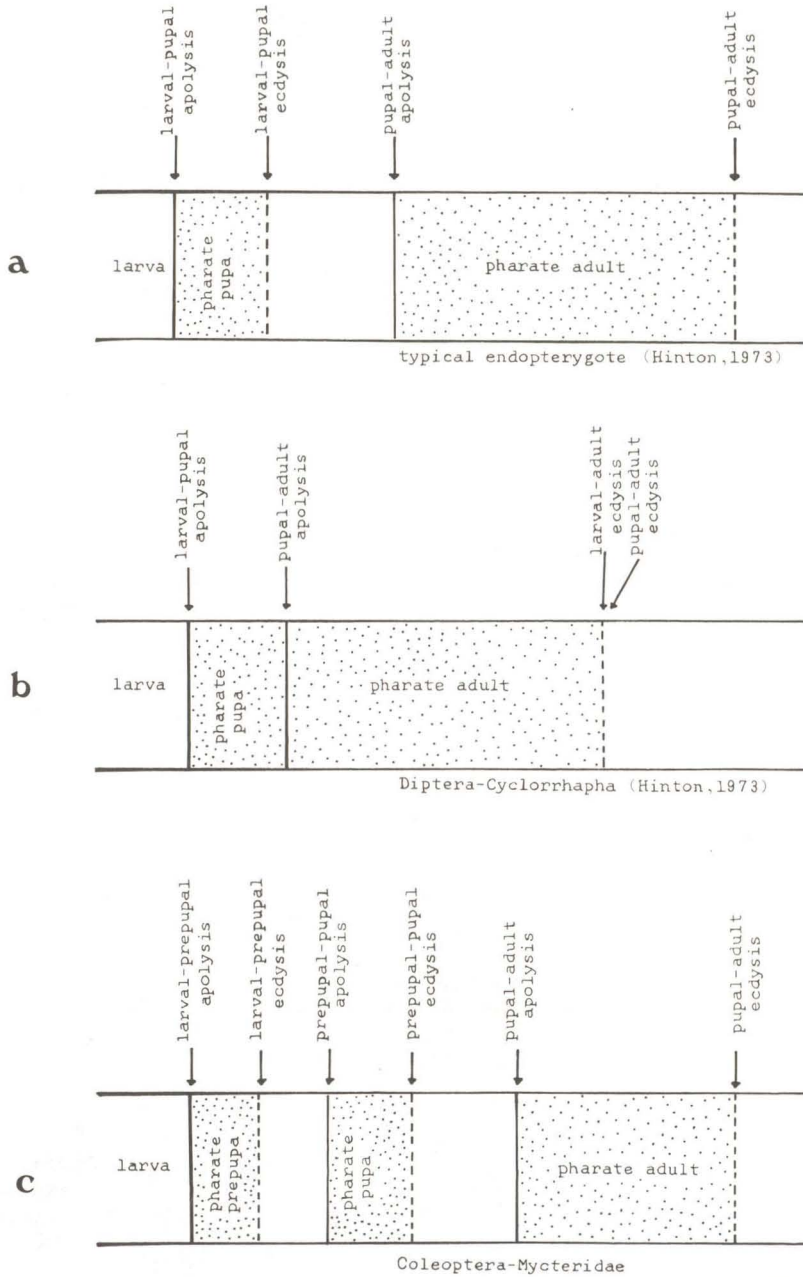 larval-pupal
apolysis
larval-pupal
ecdysis
pupal-adult
apolysis
pupal-adult
ecdysis
a
larva
pharate
pupa
pharate adult
typical endopterygote (Hinton,1973)
larval-pupal
apolysis
pupal-adult
apolysis
larval-adult
ecdysis
pupal-adult
ecdysis
b
larva
pharate
pupa
pharate adult
Diptera-Cyclorrhapha (Hinton,1973)
larval-prepupal
apolysis
larval-prepupal
ecdysis
prepupal-pupal
apolysis
prepupal-pupal
ecdysis
pupal-adult
apolysis
pupal-adult
ecdysis
c
larva
pharate
prepupa
pharate
pupa
pharate adult
Coleoptera-Mycteridae